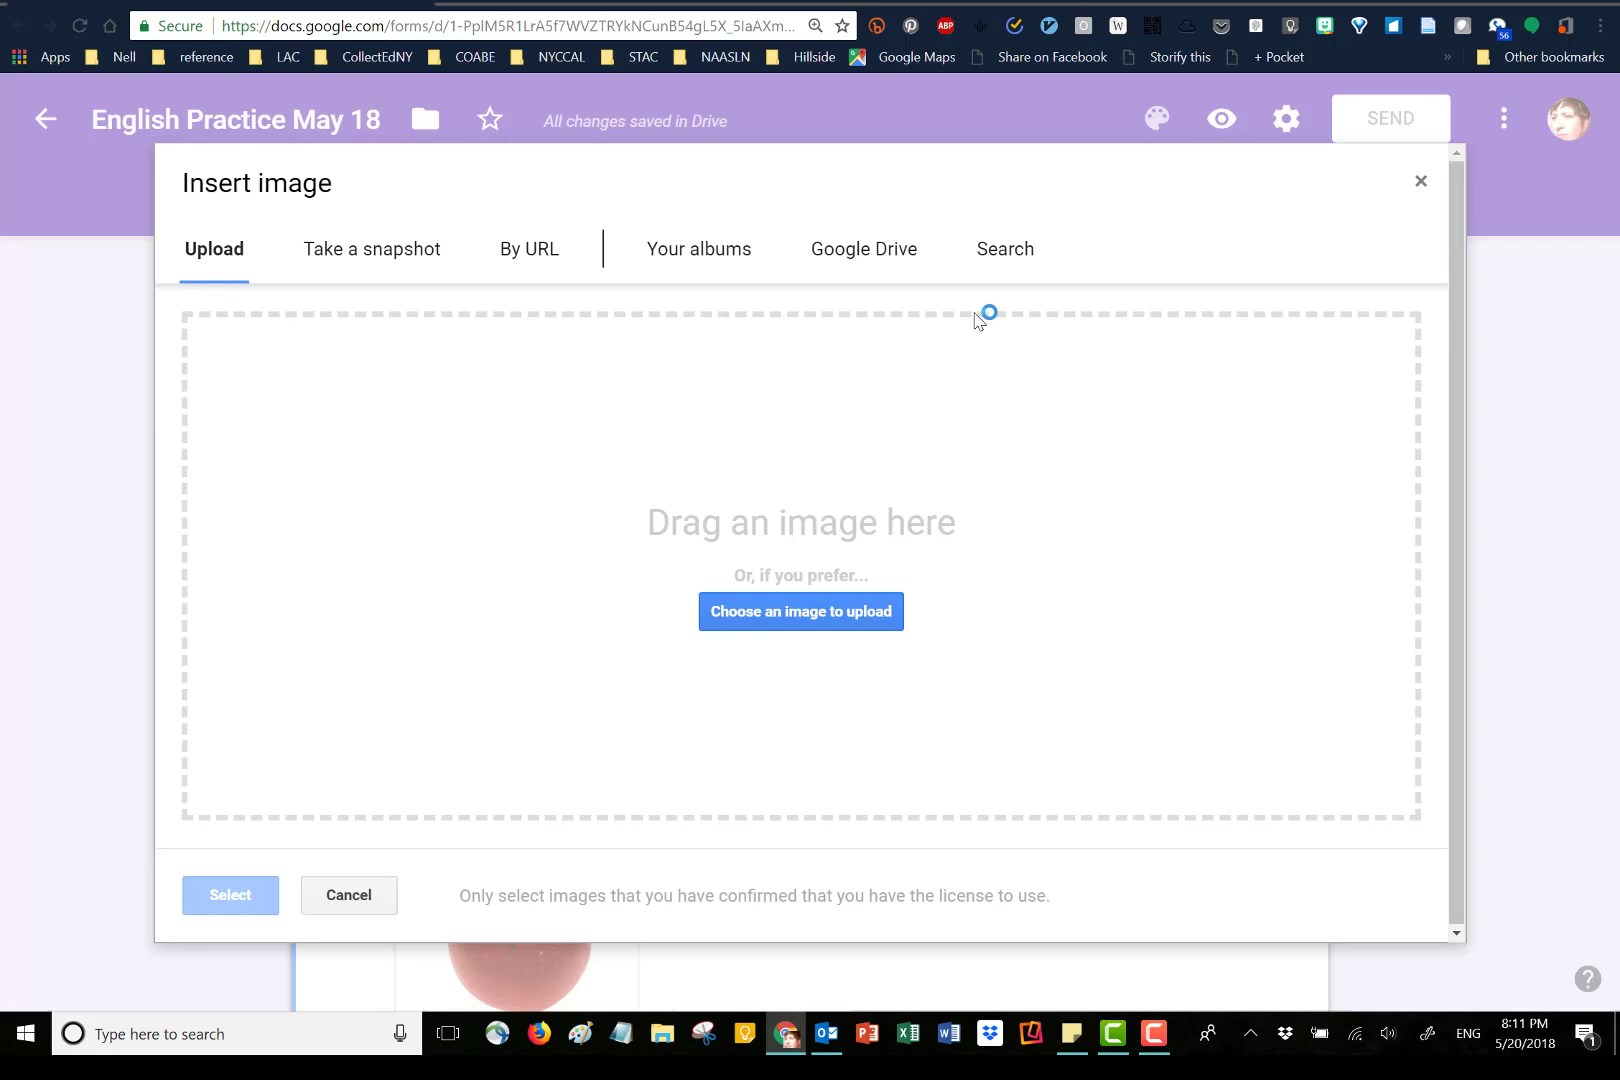 Secure https://docs.google.com/forms/d/1-PplM5R1LrA5f7WVZTRYkNCunB54gL5X_5IaAXm...
ABP
W
56
Apps Nell reference LAC CollectEdNY COABE NYCCAL STAC NAASLN Hillside Google Maps Share on Facebook Storify this + Pocket » Other bookmarks
English Practice May 18 All changes saved in Drive SEND
Insert image ×
Upload Take a snapshot By URL Your albums Google Drive Search
Drag an image here
Or, if you prefer...
Choose an image to upload
Select Cancel Only select images that you have confirmed that you have the license to use.
Type here to search
ENG
8:11 PM
5/20/2018
1